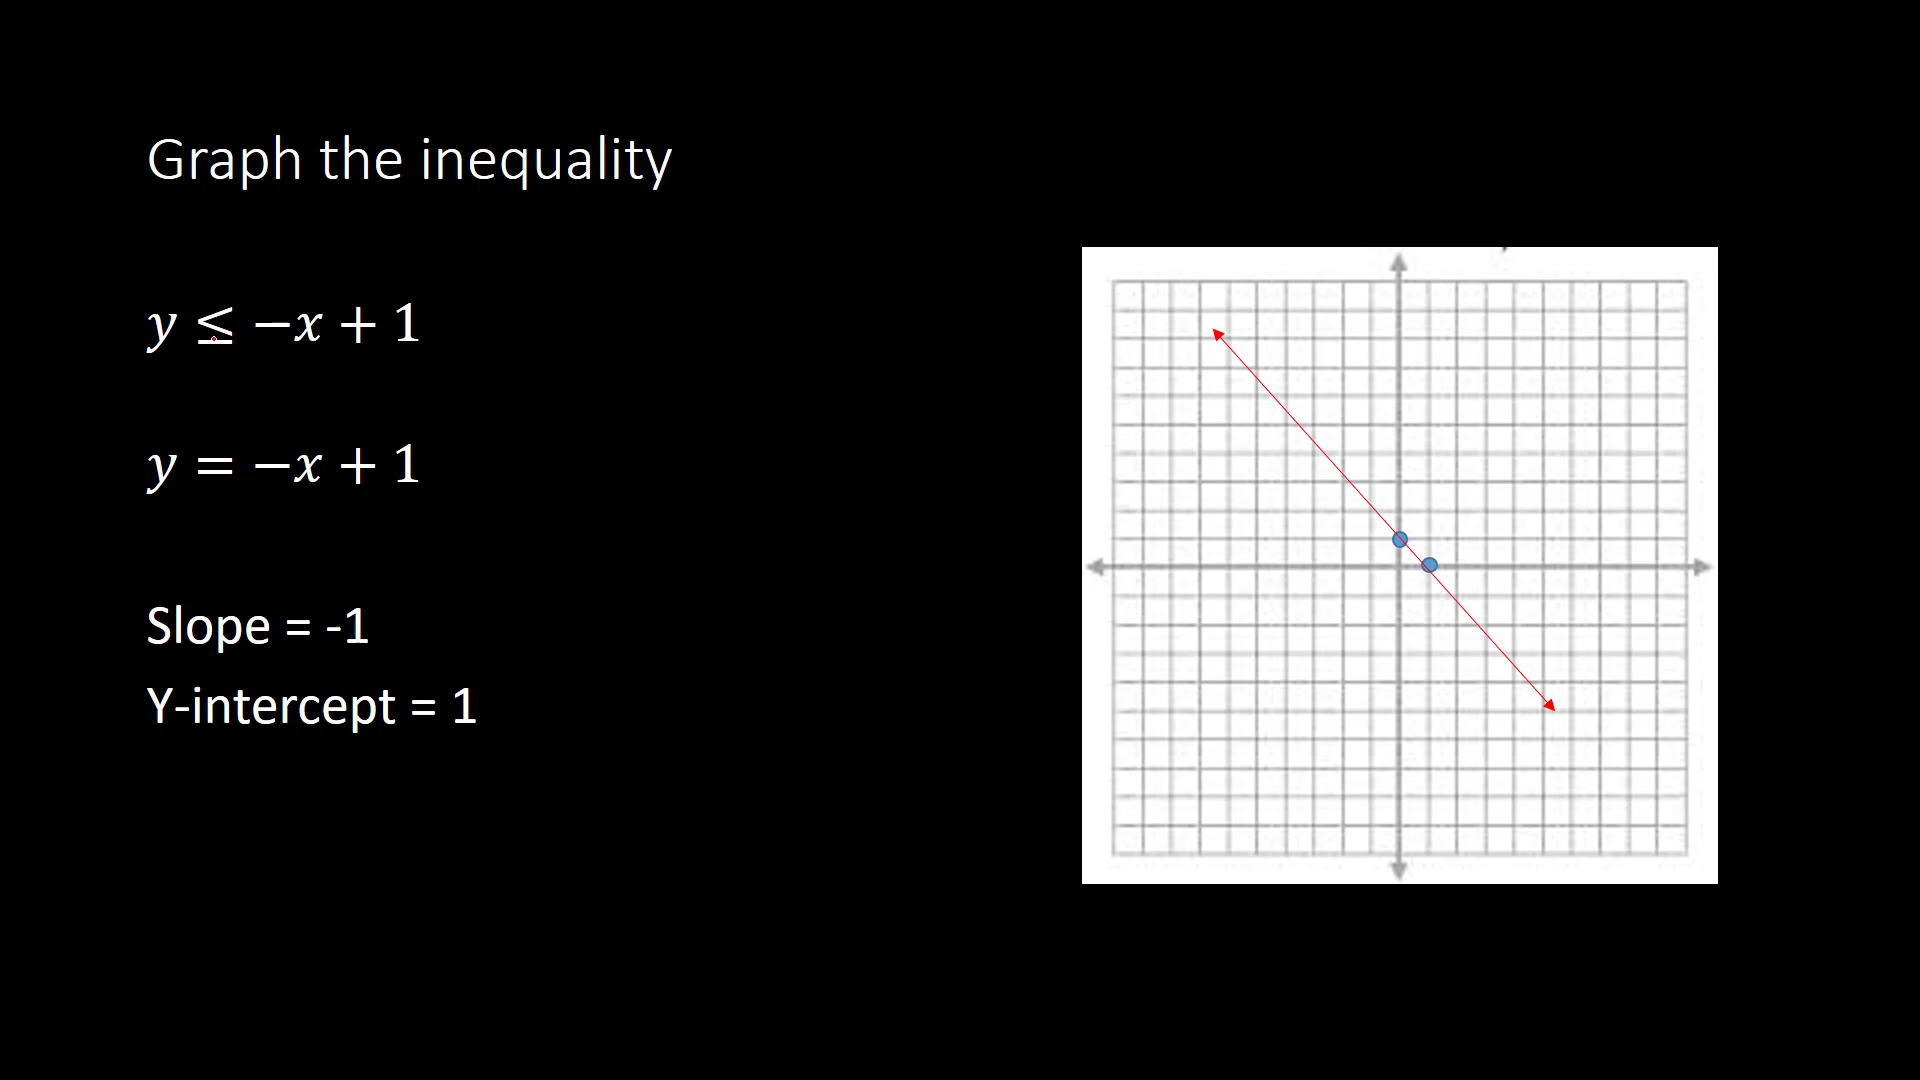 Graph the inequality
y ≤ −x + 1
y = −x + 1
Slope = -1
Y-intercept = 1